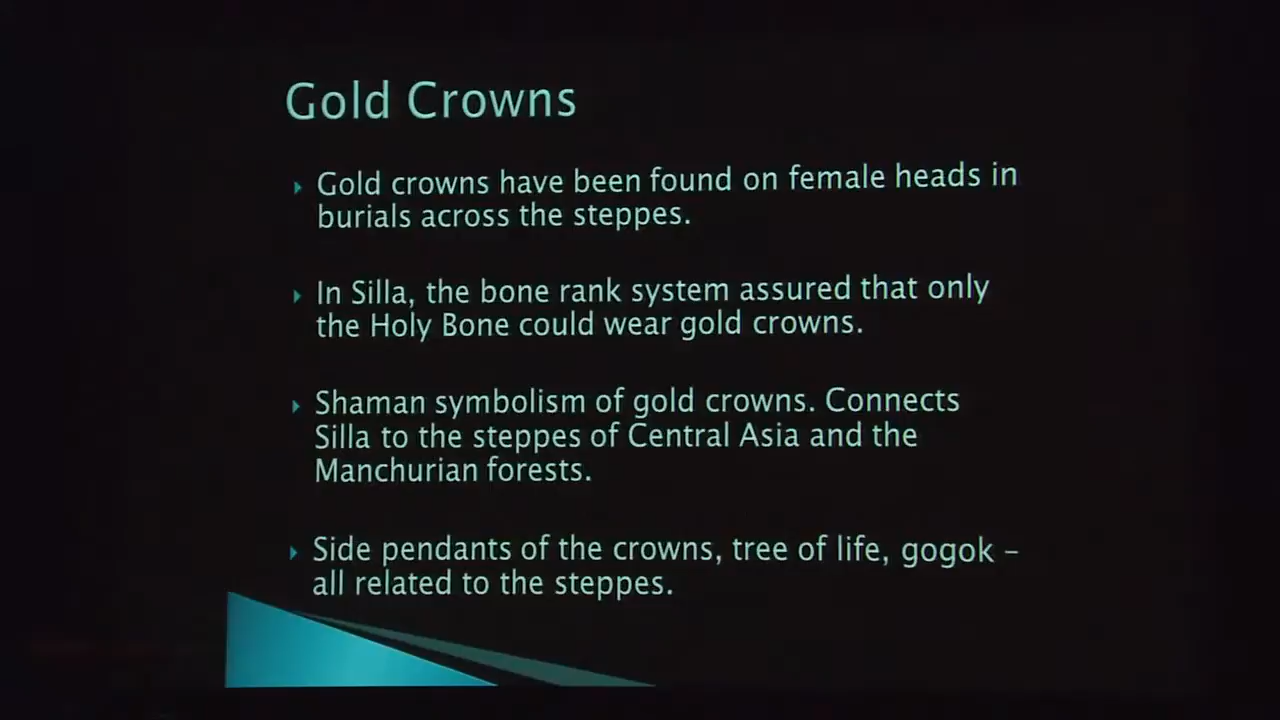 Gold Crowns
Gold crowns have been found on female heads in
burials across the steppes.
In Silla, the bone rank system assured that only
the Holy Bone could wear gold crowns.
Shaman symbolism of gold crowns. Connects
Silla to the steppes of Central Asia and the
Manchurian forests.
Side pendants of the crowns, tree of life, gogok –
all related to the steppes.